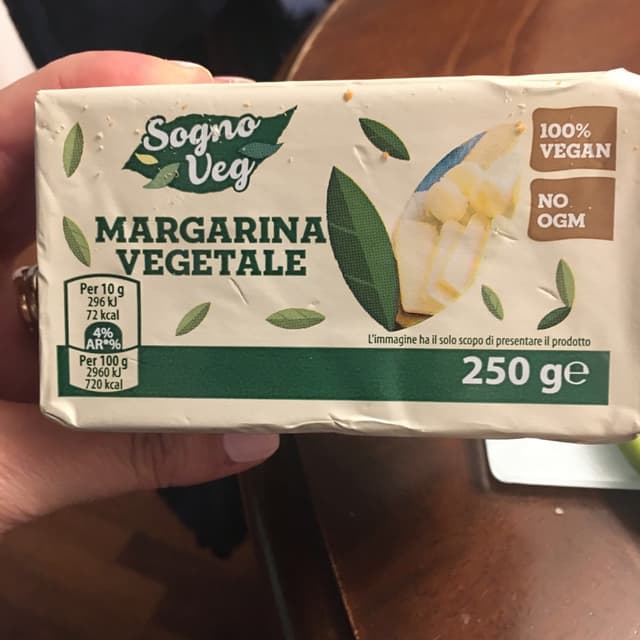 Sogno
Veg
MARGARINA
VEGETALE
100%
VEGAN
NO
OGM
Per 10 g
296 kJ
72 kcal
4%
AR*%
Per 100 g
2960 kJ
720 kcal
L'immagine ha il solo scopo di presentare il prodotto
250 g℮